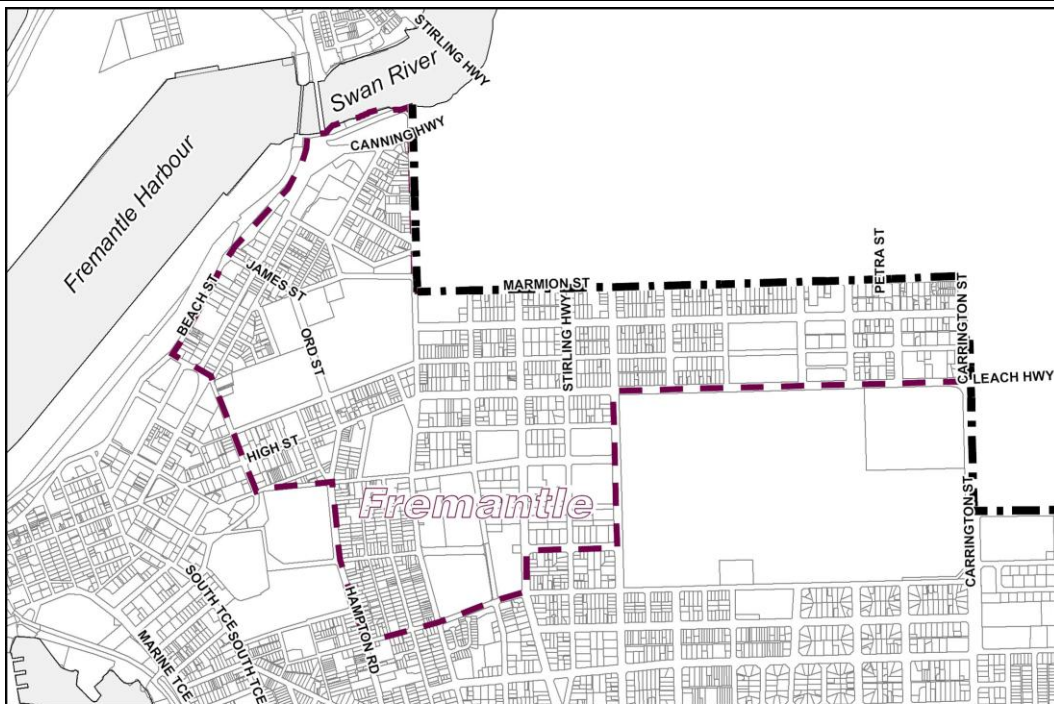 STIRLING HWY
Swan River
CANNING HWY
Fremantle Harbour
JAMES ST
BEACH ST
MARMION ST
PETRA ST
STIRLING HWY
CARRINGTON ST
ORD ST
LEACH HWY
HIGH ST
Fremantle
CARRINGTON ST
SOUTH TCE
SOUTH TCE
HAMPTON RD
MARINE TCE